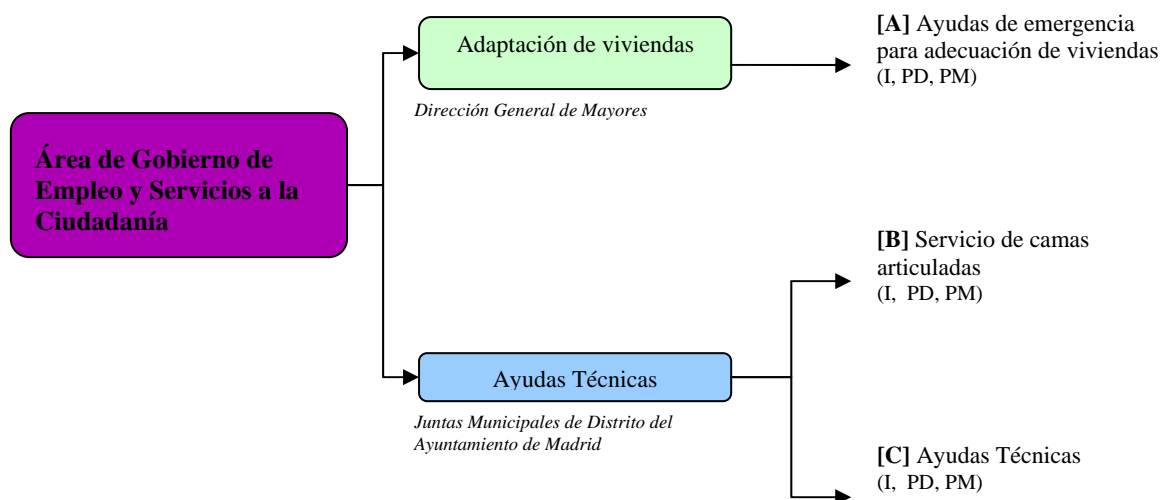 Área de Gobierno de
Empleo y Servicios a la
Ciudadanía
Adaptación de viviendas
Dirección General de Mayores
[A] Ayudas de emergencia
para adecuación de viviendas
(I, PD, PM)
[B] Servicio de camas
articuladas
(I, PD, PM)
Ayudas Técnicas
Juntas Municipales de Distrito del
Ayuntamiento de Madrid
[C] Ayudas Técnicas
(I, PD, PM)